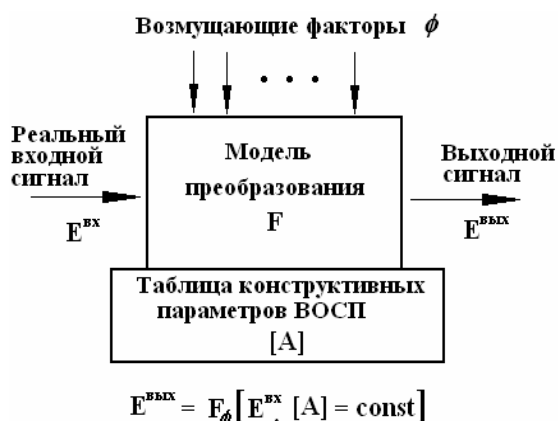 Возмущающие факторы ϕ
Реальный
входной
сигнал
E^вх
Модель
преобразования
F
Выходной
сигнал
E^вых
Таблица конструктивных
параметров ВОСП
[A]
E^вых = F_ϕ[E^вх, [A] = const]